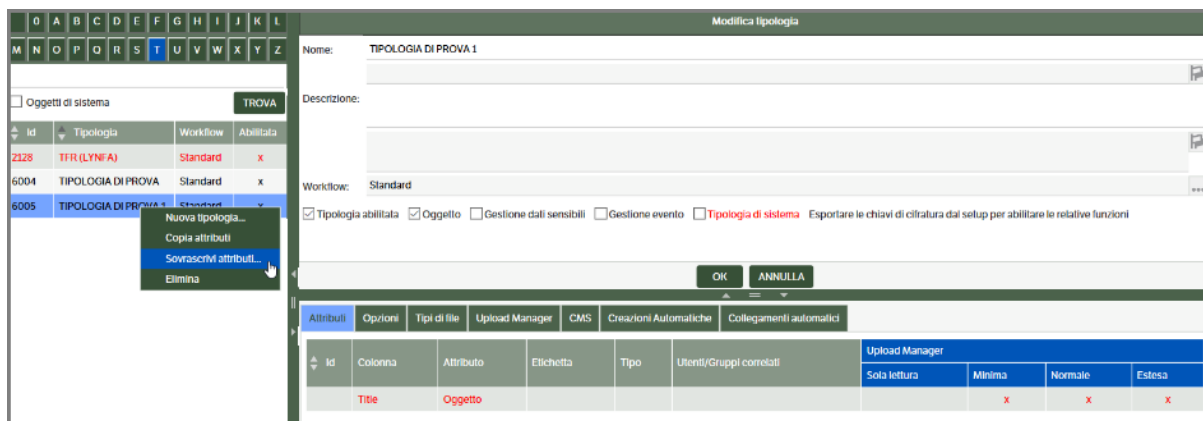 0 A B C D E F G H I J K L
M N O P Q R S T U V W X Y Z
Oggetti di sistema TROVA
Id Tipologia Workflow Abilitata
2128 TFR (LYNFA) Standard x
6004 TIPOLOGIA DI PROVA Standard x
6005 TIPOLOGIA DI PROVA 1 Standard x
Nuova tipologia...
Copia attributi
Sovrascrivi attributi...
Elimina
Modifica tipologia
Nome: TIPOLOGIA DI PROVA 1
Descrizione:
Workflow: Standard ...
Tipologia abilitata Oggetto Gestione dati sensibili Gestione evento Tipologia di sistema Esportare le chiavi di cifratura dal setup per abilitare le relative funzioni
OK ANNULLA
Attributi Opzioni Tipi di file Upload Manager CMS Creazioni Automatiche Collegamenti automatici
Id Colonna Attributo Etichetta Tipo Utenti/Gruppi correlati Upload Manager
Sola lettura Minima Normale Estesa
Title Oggetto x x x